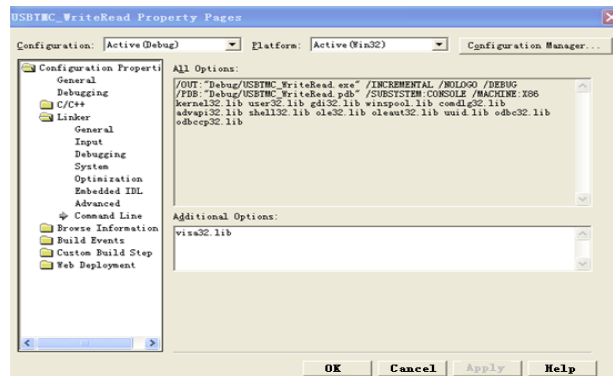 USBTMC_WriteRead Property Pages
Configuration: Active(Debug) Platform: Active(Win32) Configuration Manager...
Configuration Properti
General
Debugging
C/C++
Linker
General
Input
Debugging
System
Optimization
Embedded IDL
Advanced
Command Line
Browse Information
Build Events
Custom Build Step
Web Deployment
All Options:
/OUT:"Debug/USBTMC_WriteRead.exe" /INCREMENTAL /NOLOGO /DEBUG
/PDB:"Debug/USBTMC_WriteRead.pdb" /SUBSYSTEM:CONSOLE /MACHINE:X86
kernel32.lib user32.lib gdi32.lib winspool.lib comdlg32.lib
advapi32.lib shell32.lib ole32.lib oleaut32.lib uuid.lib odbc32.lib
odbccp32.lib
Additional Options:
visa32.lib
OK Cancel Apply Help